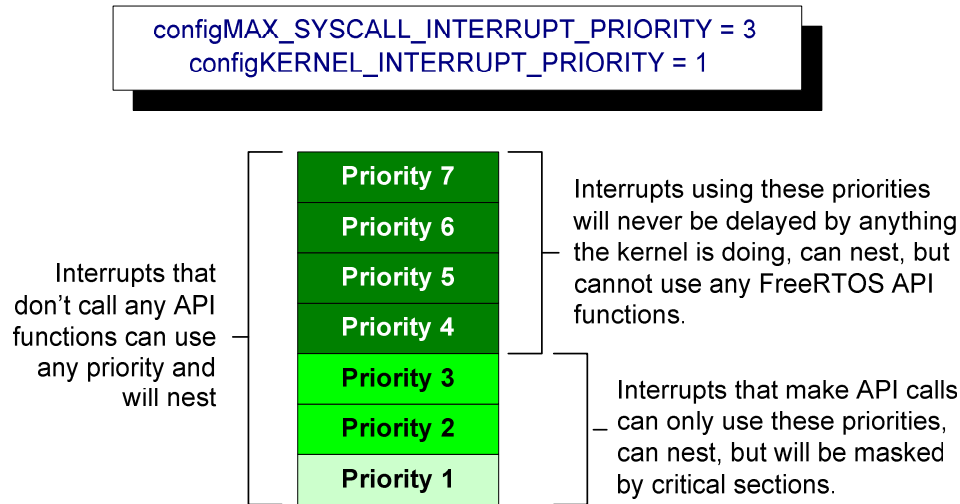 configMAX_SYSCALL_INTERRUPT_PRIORITY = 3
configKERNEL_INTERRUPT_PRIORITY = 1
Interrupts that
don't call any API
functions can use
any priority and
will nest
Priority 7
Priority 6
Priority 5
Priority 4
Priority 3
Priority 2
Priority 1
Interrupts using these priorities
will never be delayed by anything
the kernel is doing, can nest, but
cannot use any FreeRTOS API
functions.
Interrupts that make API calls
can only use these priorities,
can nest, but will be masked
by critical sections.